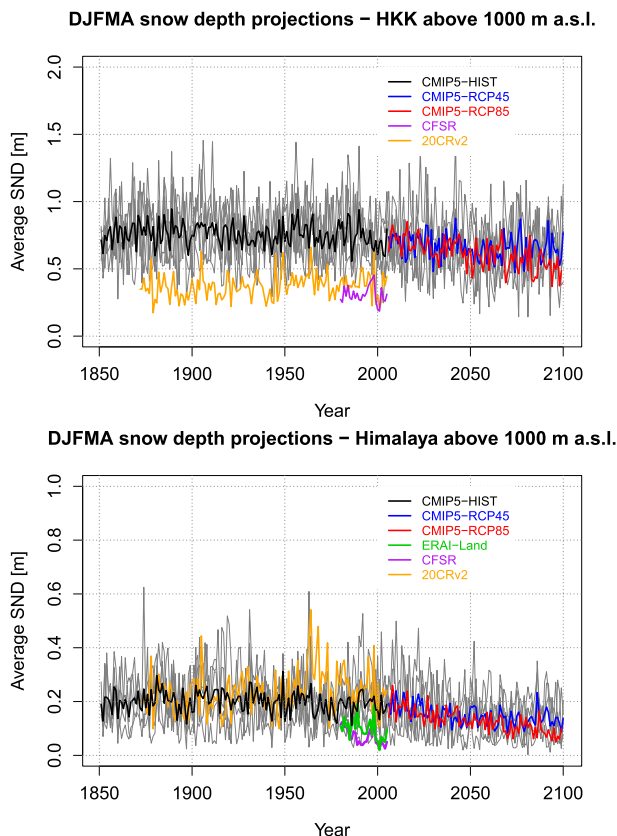 DJFMA snow depth projections − HKK above 1000 m a.s.l.
2.0
1.5
1.0
0.5
0.0
Average SND [m]
CMIP5−HIST
CMIP5−RCP45
CMIP5−RCP85
CFSR
20CRv2
1850 1900 1950 2000 2050 2100
Year
DJFMA snow depth projections − Himalaya above 1000 m a.s.l.
1.0
0.8
0.6
0.4
0.2
0.0
Average SND [m]
CMIP5−HIST
CMIP5−RCP45
CMIP5−RCP85
ERAI−Land
CFSR
20CRv2
1850 1900 1950 2000 2050 2100
Year